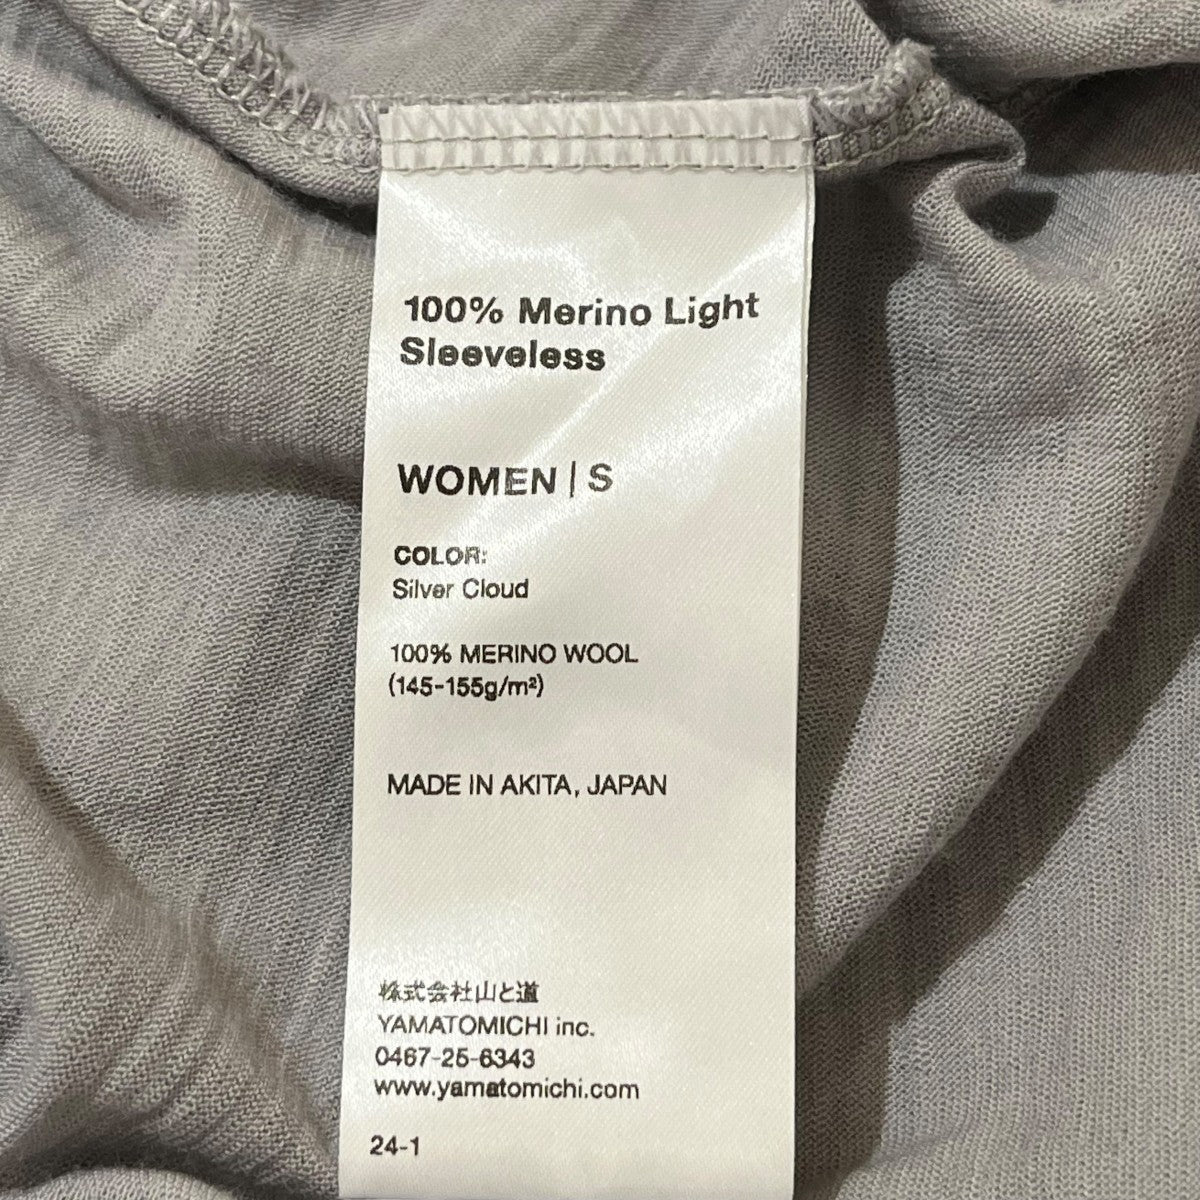 100% Merino Light
Sleeveless
WOMEN | S
COLOR:
Silver Cloud
100% MERINO WOOL
(145-155g/m²)
MADE IN AKITA, JAPAN
株式会社山と道
YAMATOMICHI inc.
0467-25-6343
www.yamatomichi.com
24-1